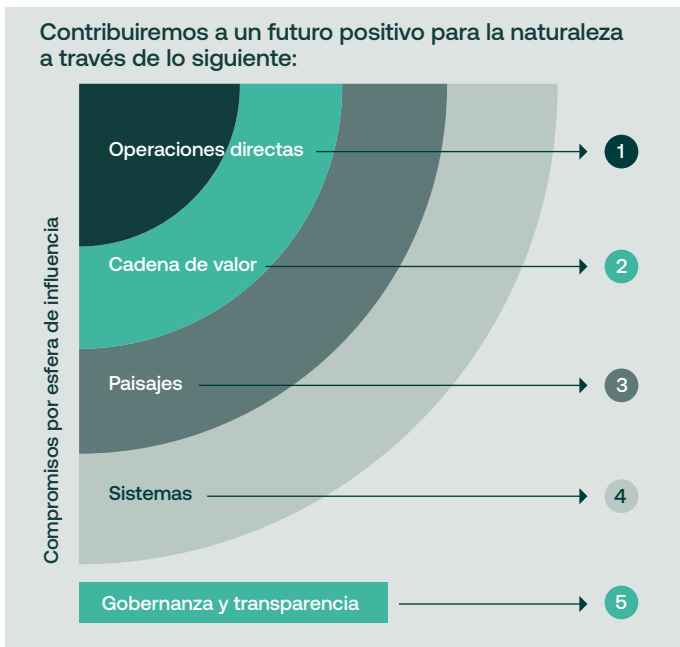 Contribuiremos a un futuro positivo para la naturaleza
a través de lo siguiente:
Compromisos por esfera de influencia
Operaciones directas
1
Cadena de valor
2
Paisajes
3
Sistemas
4
Gobernanza y transparencia
5